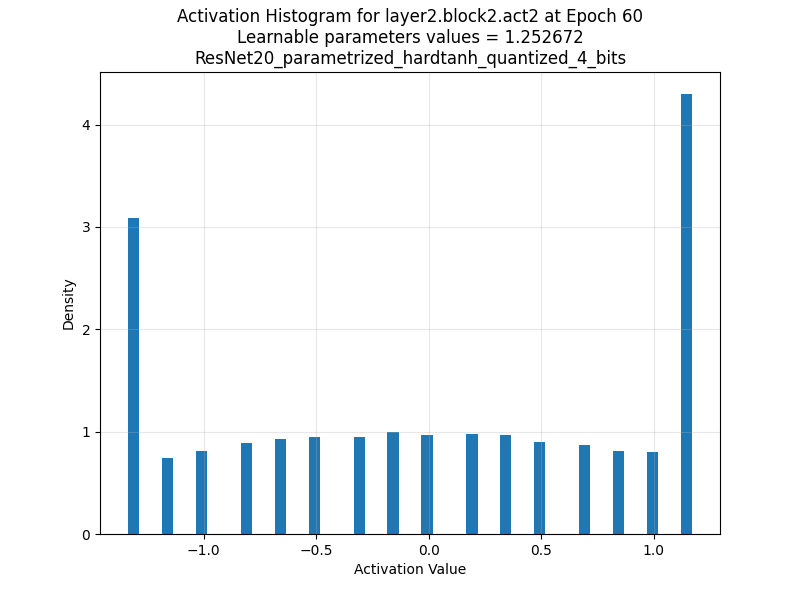 Activation Histogram for layer2.block2.act2 at Epoch 60
Learnable parameters values = 1.252672
ResNet20_parametrized_hardtanh_quantized_4_bits
4
3
2
1
0
Density
−1.0 −0.5 0.0 0.5 1.0
Activation Value